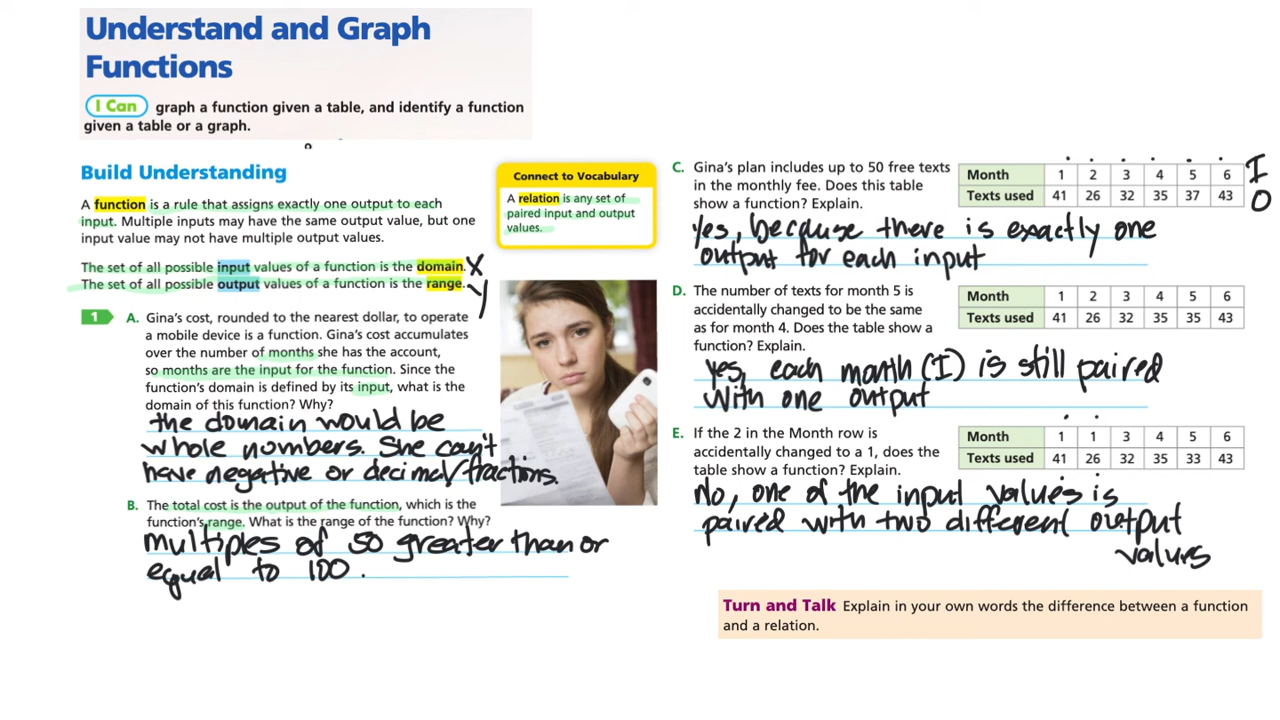 Understand and Graph
Functions
I Can graph a function given a table, and identify a function
given a table or a graph.
Build Understanding
A function is a rule that assigns exactly one output to each
input. Multiple inputs may have the same output value, but one
input value may not have multiple output values.
The set of all possible input values of a function is the domain. X
The set of all possible output values of a function is the range. y
Connect to Vocabulary
A relation is any set of
paired input and output
values.
1 A. Gina's cost, rounded to the nearest dollar, to operate
a mobile device is a function. Gina's cost accumulates
over the number of months she has the account,
so months are the input for the function. Since the
function's domain is defined by its input, what is the
domain of this function? Why?
the domain would be
whole numbers. She can't
have negative or decimal/fractions.
B. The total cost is the output of the function, which is the
function's range. What is the range of the function? Why?
multiples of 50 greater than or
equal to 100.
C. Gina's plan includes up to 50 free texts
in the monthly fee. Does this table
show a function? Explain.
Month 1 2 3 4 5 6 I
Texts used 41 26 32 35 37 43 O
Yes, because there is exactly one
output for each input
D. The number of texts for month 5 is
accidentally changed to be the same
as for month 4. Does the table show a
function? Explain.
Month 1 2 3 4 5 6
Texts used 41 26 32 35 35 43
yes, each month (I) is still paired
with one output
E. If the 2 in the Month row is
accidentally changed to a 1, does the
table show a function? Explain.
Month 1 1 3 4 5 6
Texts used 41 26 32 35 33 43
No, one of the input values is
paired with two different output
values
Turn and Talk Explain in your own words the difference between a function
and a relation.